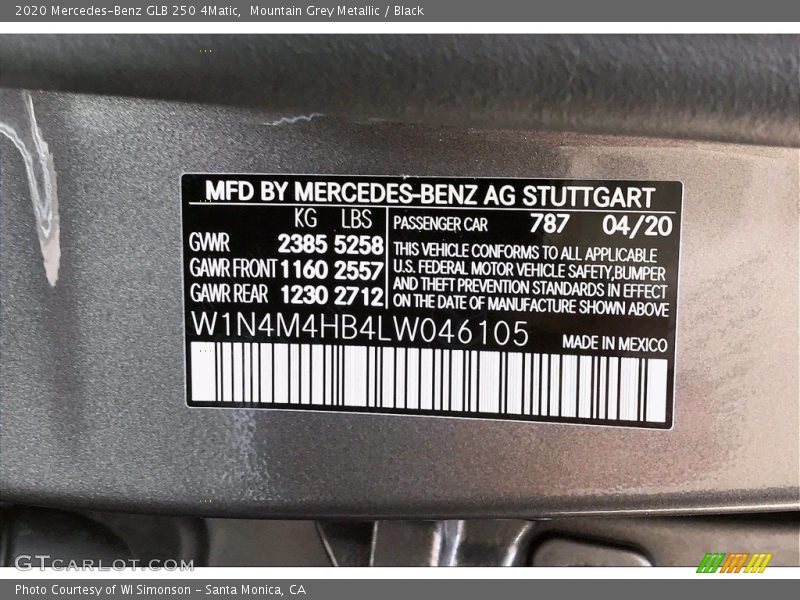 2020 Mercedes-Benz GLB 250 4Matic,  Mountain Grey Metallic / Black
MFD BY MERCEDES-BENZ AG STUTTGART
KG LBS
GWR 2385 5258
GAWR FRONT 1160 2557
GAWR REAR 1230 2712
PASSENGER CAR 787 04/20
THIS VEHICLE CONFORMS TO ALL APPLICABLE
U.S. FEDERAL MOTOR VEHICLE SAFETY, BUMPER
AND THEFT PREVENTION STANDARDS IN EFFECT
ON THE DATE OF MANUFACTURE SHOWN ABOVE
W1N4M4HB4LW046105
MADE IN MEXICO
GTCARLOT.COM
Photo Courtesy of WI Simonson - Santa Monica, CA